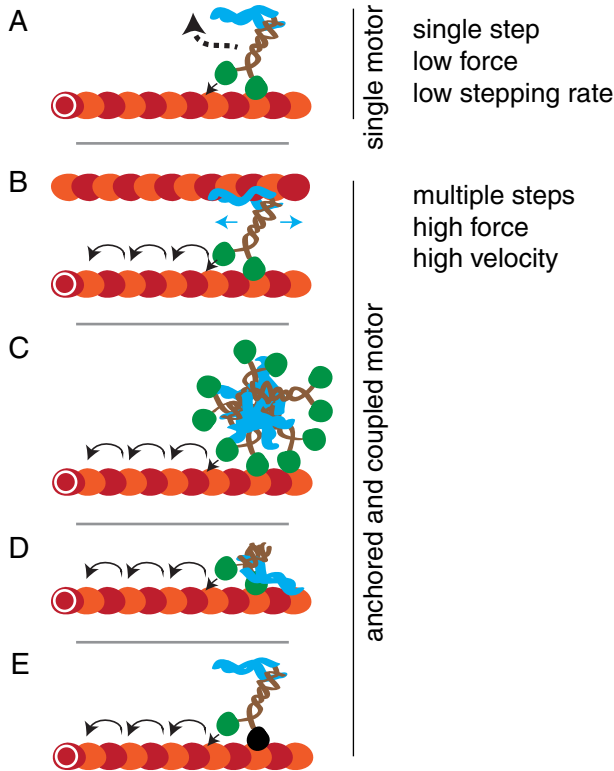 A
single motor
single step
low force
low stepping rate
B
multiple steps
high force
high velocity
anchored and coupled motor
C
D
E